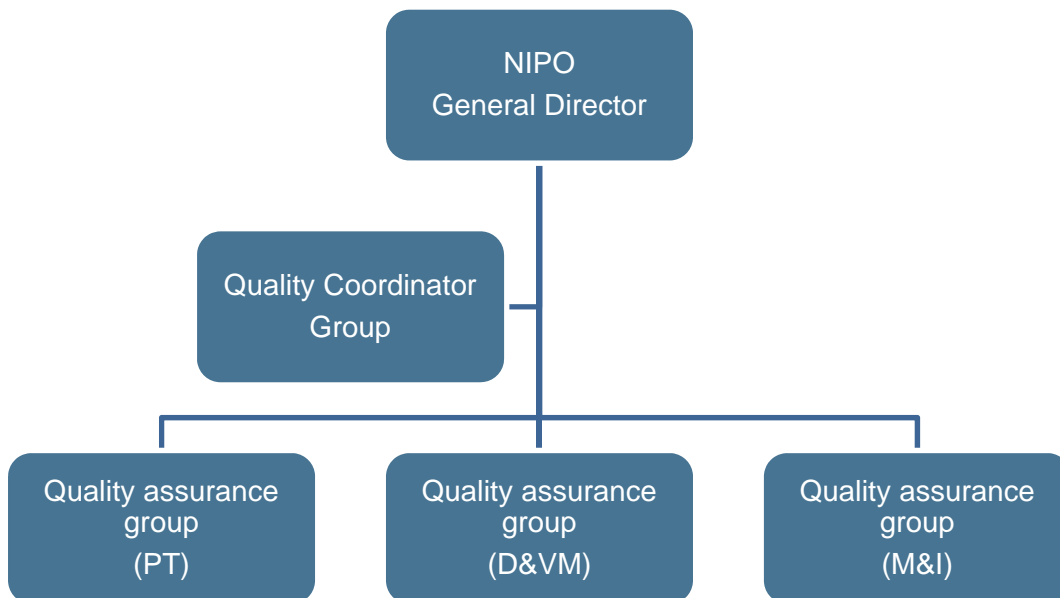 NIPO
General Director
Quality Coordinator
Group
Quality assurance
group
(PT)
Quality assurance
group
(D&VM)
Quality assurance
group
(M&I)